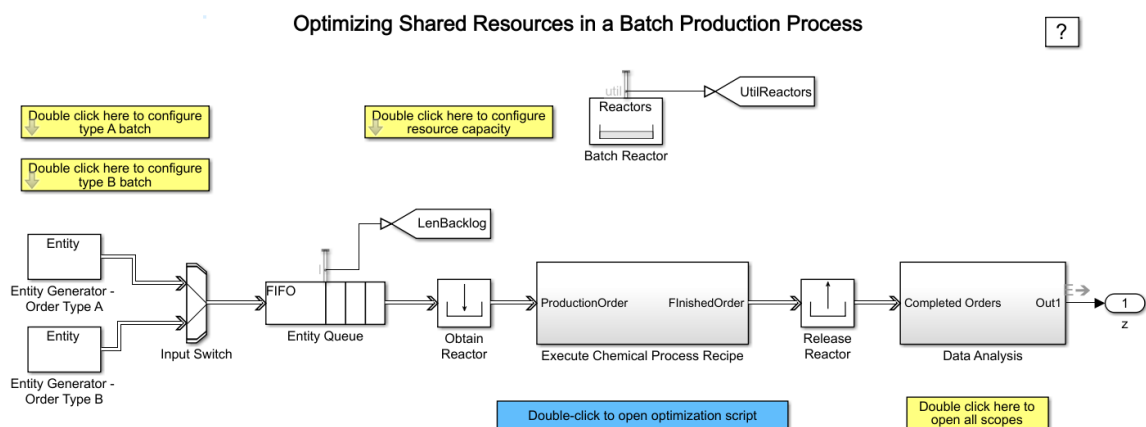 Optimizing Shared Resources in a Batch Production Process
?
util
UtilReactors
Reactors
Batch Reactor
Double click here to configure
type A batch
Double click here to configure
resource capacity
Double click here to configure
type B batch
LenBacklog
l
Entity
Entity Generator -
Order Type A
Entity
Entity Generator -
Order Type B
Input Switch
FIFO
Entity Queue
Obtain
Reactor
ProductionOrder
FInishedOrder
Execute Chemical Process Recipe
Release
Reactor
Completed Orders
Out1
Data Analysis
E
1
z
Double-click to open optimization script
Double click here to
open all scopes